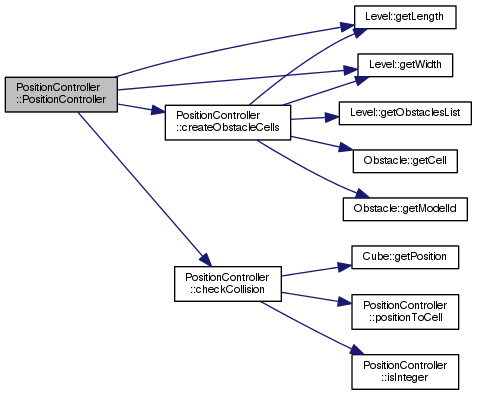 PositionController
::PositionController
Level::getLength
Level::getWidth
PositionController
::createObstacleCells
Level::getObstaclesList
Obstacle::getCell
Obstacle::getModelId
PositionController
::checkCollision
Cube::getPosition
PositionController
::positionToCell
PositionController
::isInteger